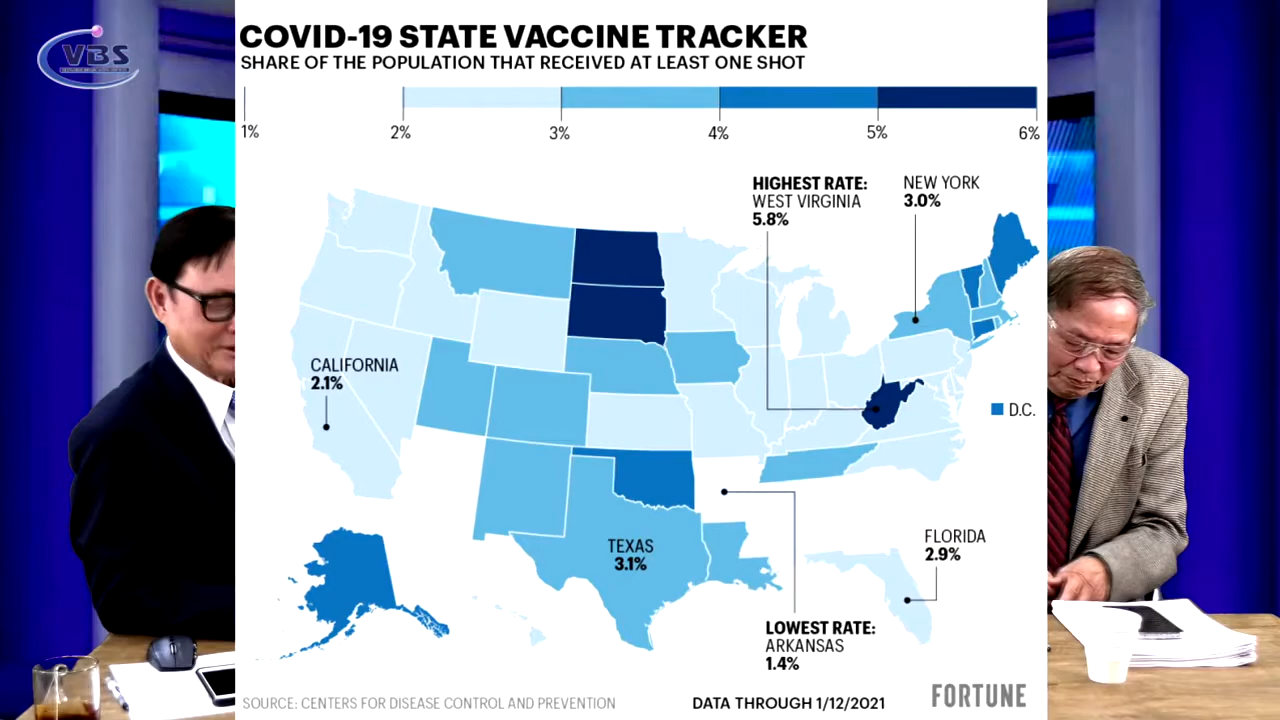 VBS
COVID-19 STATE VACCINE TRACKER
SHARE OF THE POPULATION THAT RECEIVED AT LEAST ONE SHOT
1% 2% 3% 4% 5% 6%
HIGHEST RATE:
WEST VIRGINIA
5.8%
NEW YORK
3.0%
CALIFORNIA
2.1%
D.C.
TEXAS
3.1%
FLORIDA
2.9%
LOWEST RATE:
ARKANSAS
1.4%
SOURCE: CENTERS FOR DISEASE CONTROL AND PREVENTION
DATA THROUGH 1/12/2021
FORTUNE